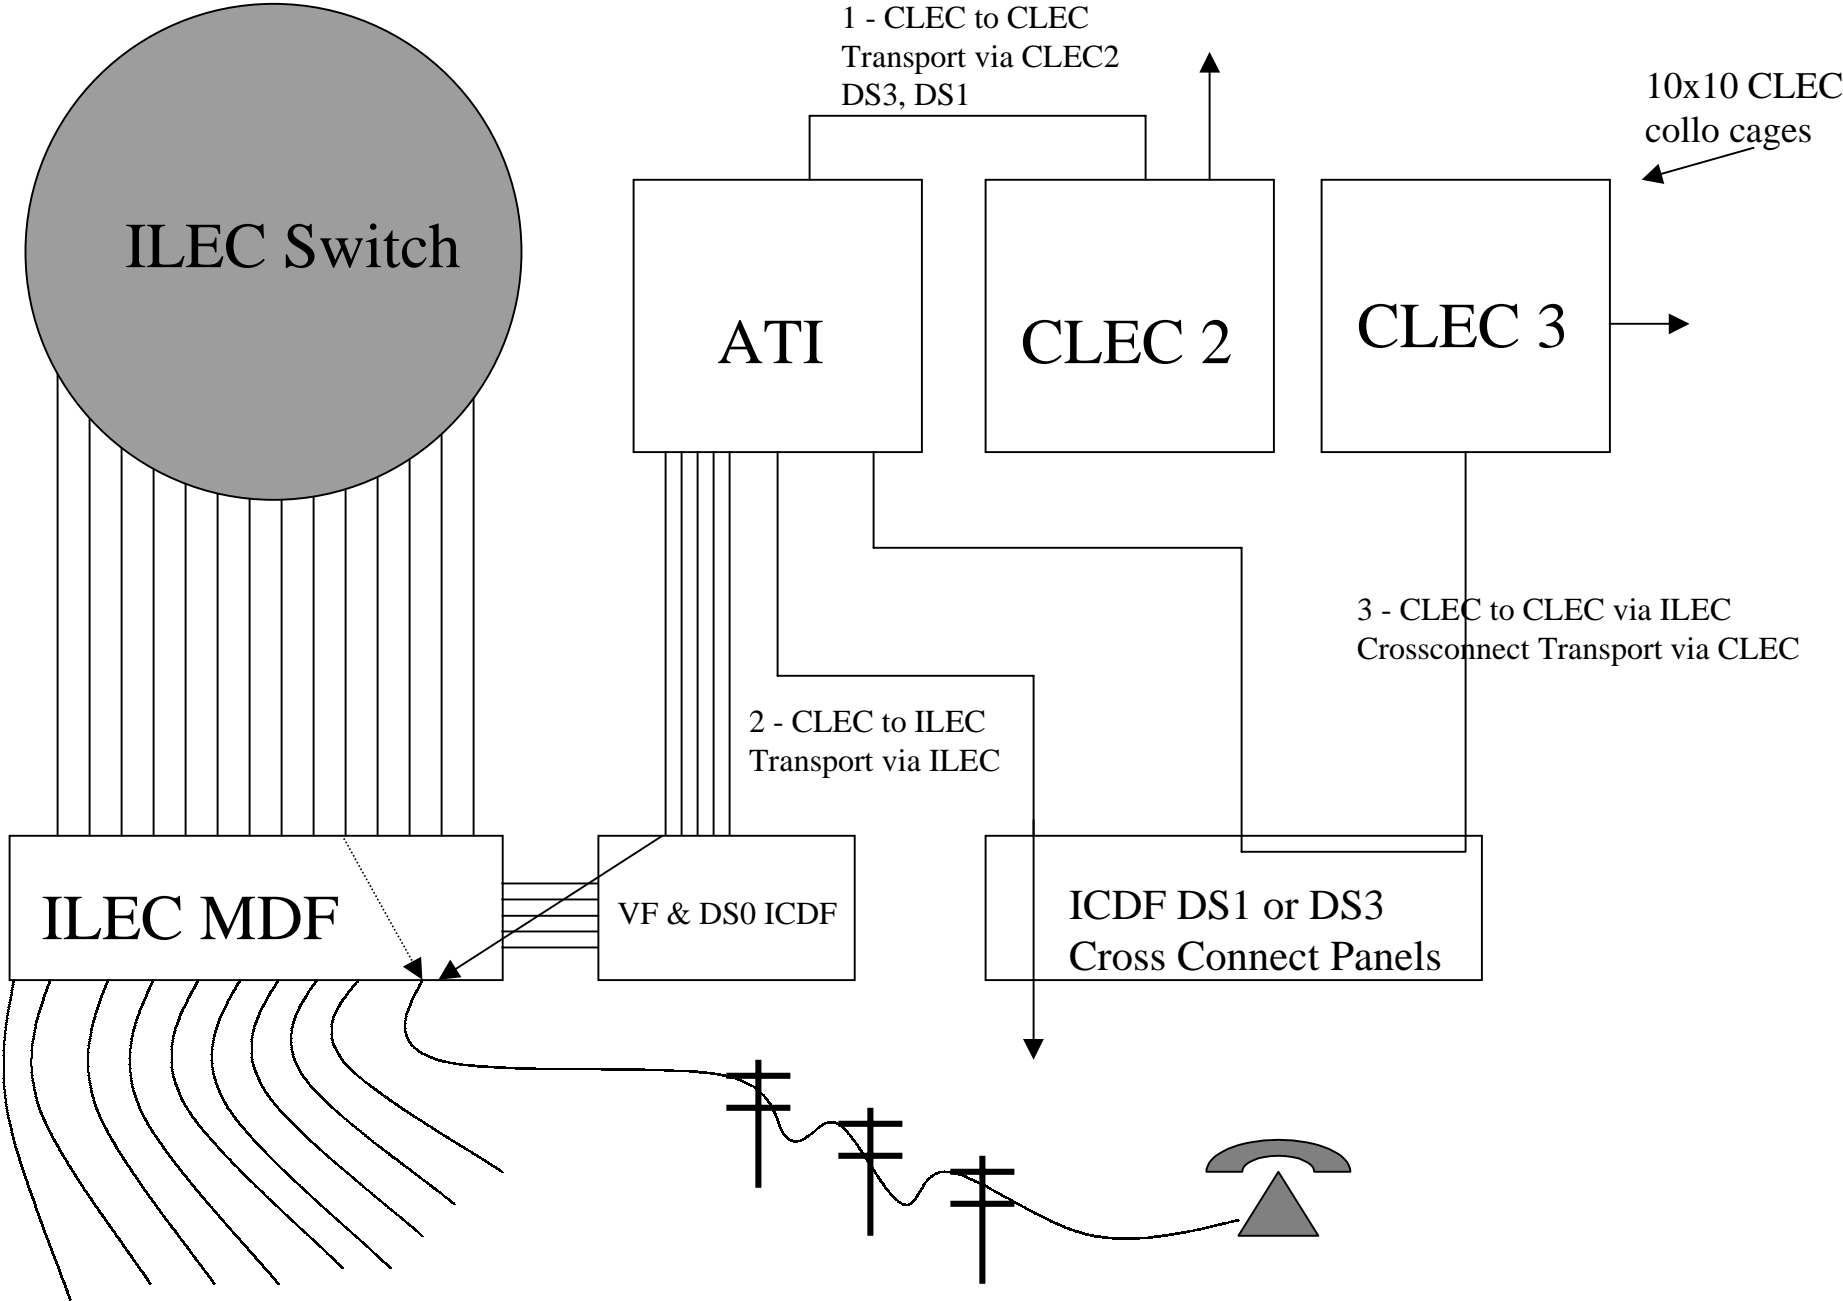 1 - CLEC to CLEC
Transport via CLEC2
DS3, DS1
10x10 CLEC
collo cages
ILEC Switch
ATI
CLEC 2
CLEC 3
3 - CLEC to CLEC via ILEC
Crossconnect Transport via CLEC
2 - CLEC to ILEC
Transport via ILEC
ILEC MDF
VF & DS0 ICDF
ICDF DS1 or DS3
Cross Connect Panels